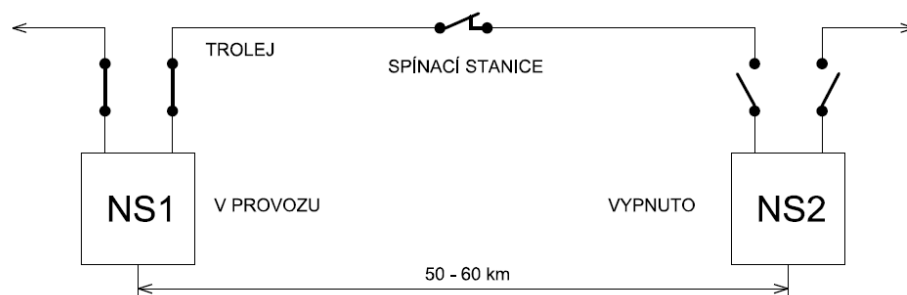 TROLEJ
SPÍNACÍ STANICE
NS1
V PROVOZU
VYPNUTO
NS2
50 - 60 km